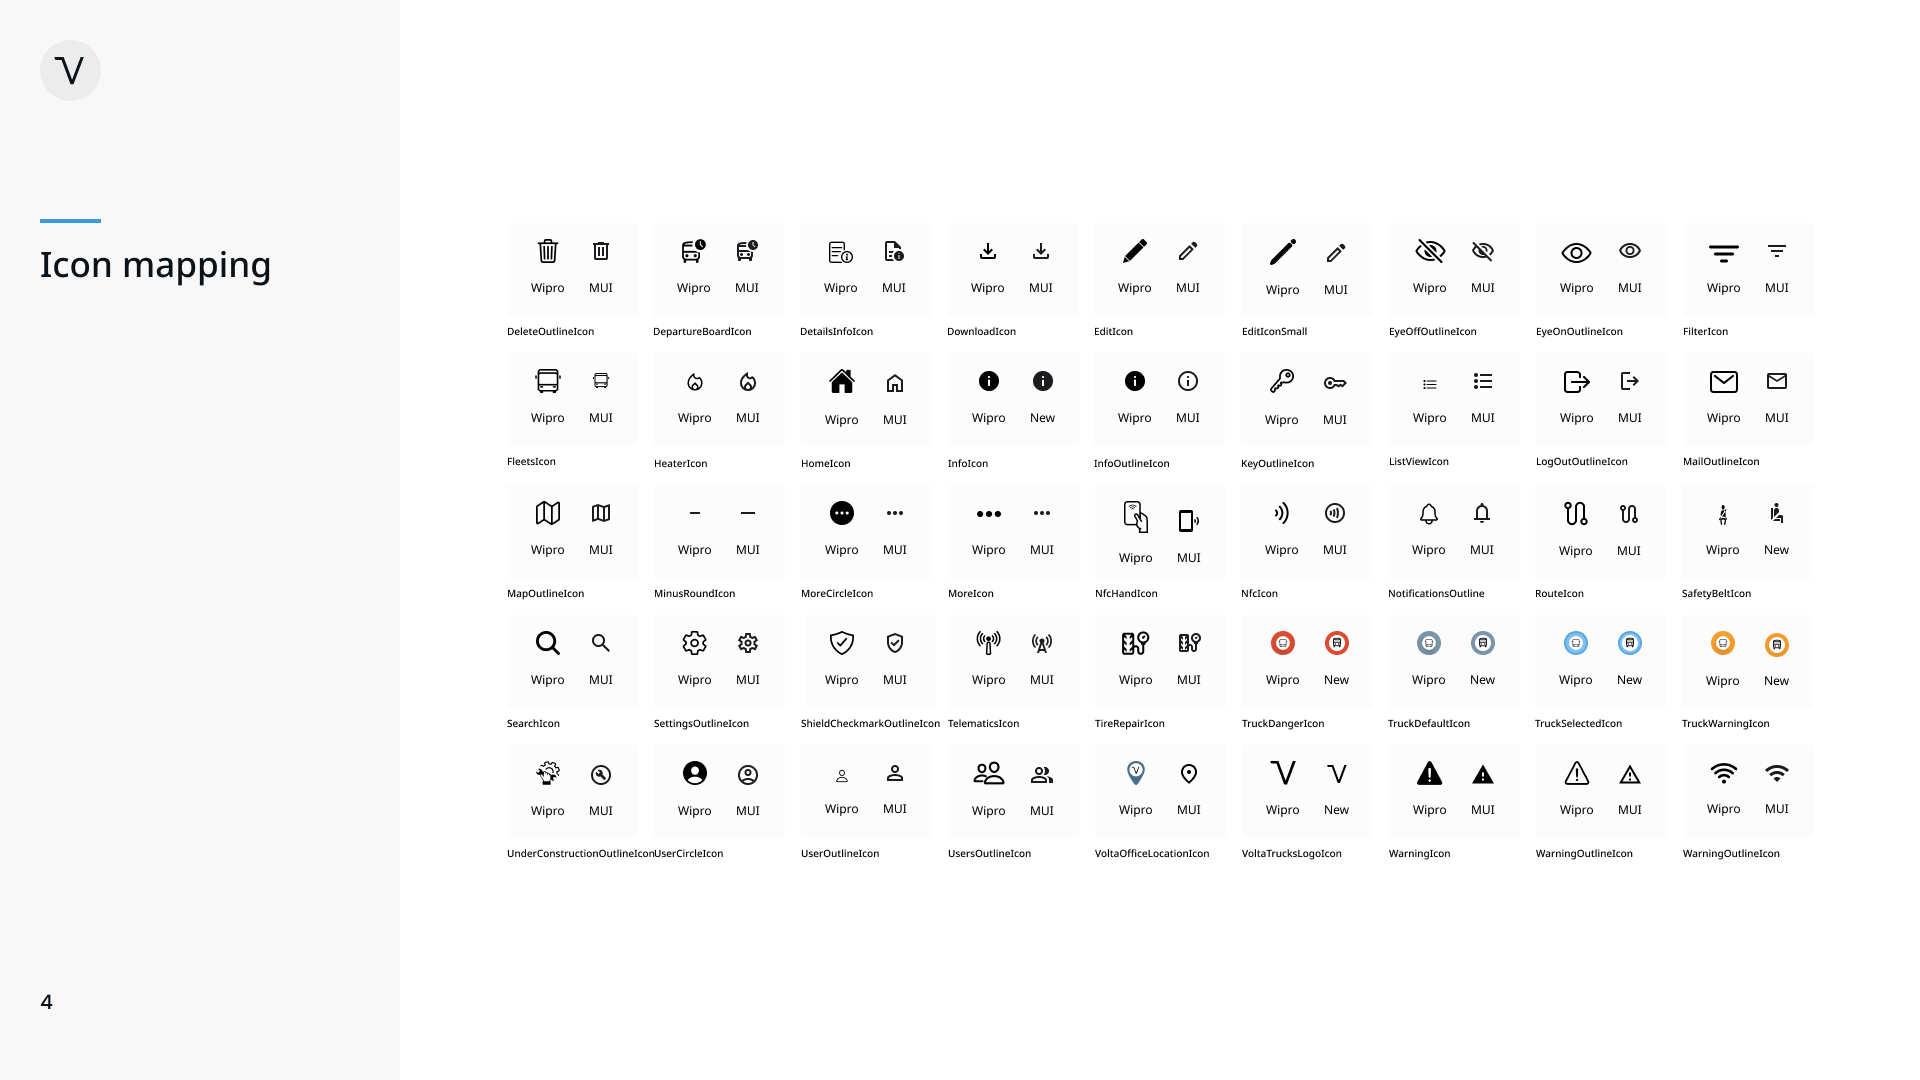 Icon mapping
Wipro MUI Wipro MUI Wipro MUI Wipro MUI Wipro MUI Wipro MUI Wipro MUI Wipro MUI Wipro MUI
DeleteOutlineIcon DepartureBoardIcon DetailsInfoIcon DownloadIcon EditIcon EditIconSmall EyeOffOutlineIcon EyeOnOutlineIcon FilterIcon
Wipro MUI Wipro MUI Wipro MUI Wipro New Wipro MUI Wipro MUI Wipro MUI Wipro MUI Wipro MUI
FleetsIcon HeaterIcon HomeIcon InfoIcon InfoOutlineIcon KeyOutlineIcon ListViewIcon LogOutOutlineIcon MailOutlineIcon
Wipro MUI Wipro MUI Wipro MUI Wipro MUI Wipro MUI Wipro MUI Wipro MUI Wipro MUI Wipro New
MapOutlineIcon MinusRoundIcon MoreCircleIcon MoreIcon NfcHandIcon NfcIcon NotificationsOutline RouteIcon SafetyBeltIcon
Wipro MUI Wipro MUI Wipro MUI Wipro MUI Wipro MUI Wipro New Wipro New Wipro New Wipro New
SearchIcon SettingsOutlineIcon ShieldCheckmarkOutlineIcon TelematicsIcon TireRepairIcon TruckDangerIcon TruckDefaultIcon TruckSelectedIcon TruckWarningIcon
Wipro MUI Wipro MUI Wipro MUI Wipro MUI Wipro MUI Wipro New Wipro MUI Wipro MUI Wipro MUI
UnderConstructionOutlineIcon UserCircleIcon UserOutlineIcon UsersOutlineIcon VoltaOfficeLocationIcon VoltaTrucksLogoIcon WarningIcon WarningOutlineIcon WarningOutlineIcon
4